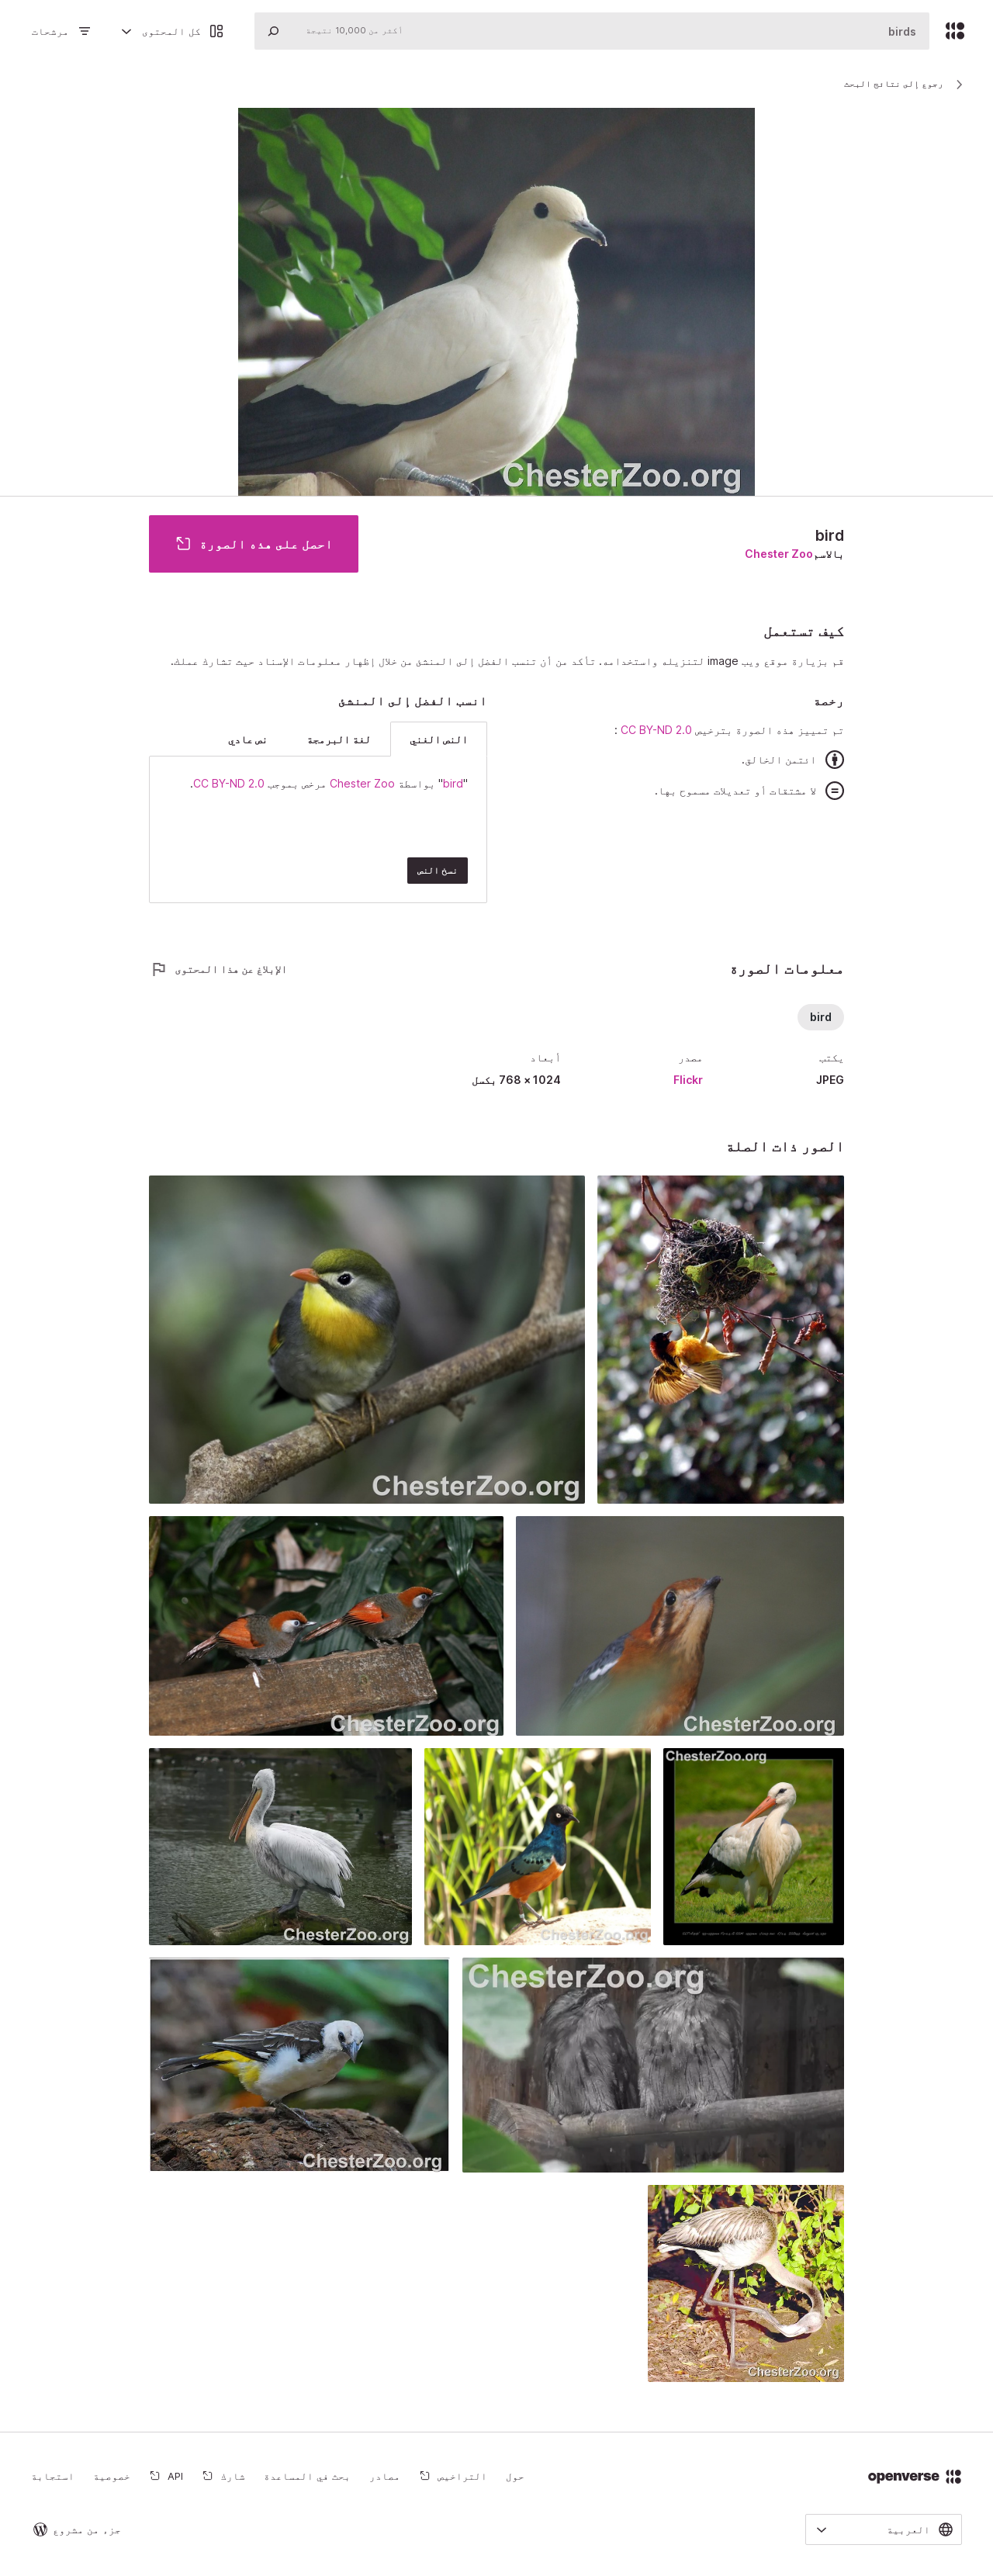 birds
أكثر من 10,000 نتيجة
كل المحتوى
مرشحات
رجوع إلى نتائج البحث
ChesterZoo.org
bird
بالاسم Chester Zoo
احصل على هذه الصورة
كيف تستعمل
قم بزيارة موقع ويب image لتنزيله واستخدامه. تأكد من أن تنسب الفضل إلى المنشئ من خلال إظهار معلومات الإسناد حيث تشارك عملك.
رخصة
تم تمييز هذه الصورة بترخيص CC BY-ND 2.0 :
ائتمن الخالق.
لا مشتقات أو تعديلات مسموح بها.
انسب الفضل إلى المنشئ
النص الغني
لغة البرمجة
نص عادي
"bird" بواسطة Chester Zoo مرخص بموجب CC BY-ND 2.0.
نسخ النص
معلومات الصورة
الإبلاغ عن هذا المحتوى
bird
يكتب
JPEG
مصدر
Flickr
أبعاد
1024 × 768 بكسل
الصور ذات الصلة
ChesterZoo.org
ChesterZoo.org
ChesterZoo.org
ChesterZoo.org
ChesterZoo.org
ChesterZoo.org
ChesterZoo.org
ChesterZoo.org
ChesterZoo.org
openverse
حول
التراخيص
مصادر
بحث في المساعدة
شارك
API
خصوصية
استجابة
العربية
جزء من مشروع